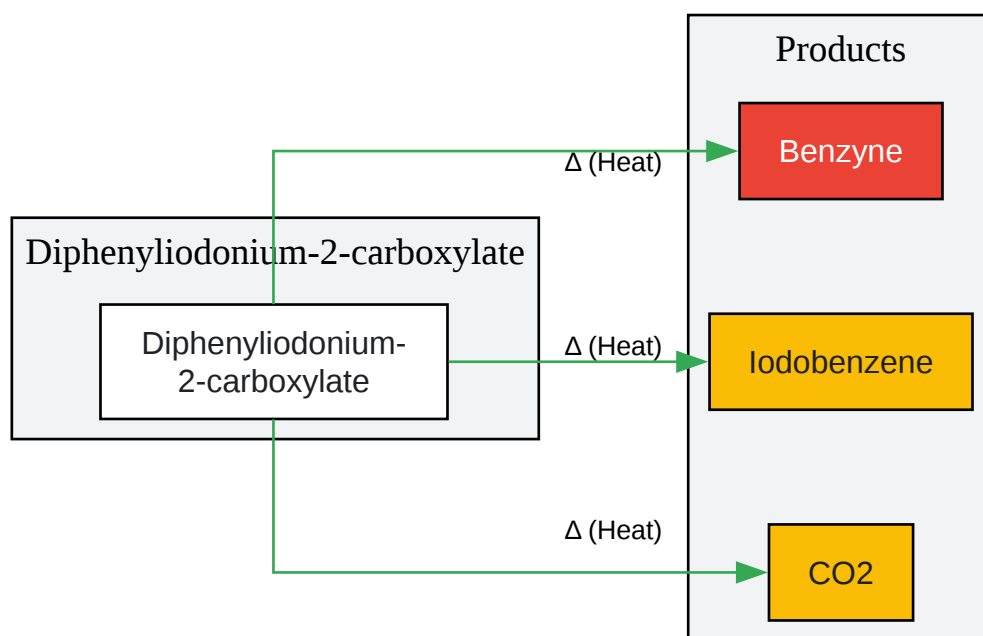 Products
Benzyne
Δ (Heat)
Diphenyliodonium-2-carboxylate
Diphenyliodonium-
2-carboxylate
Δ (Heat)
Iodobenzene
Δ (Heat)
CO2